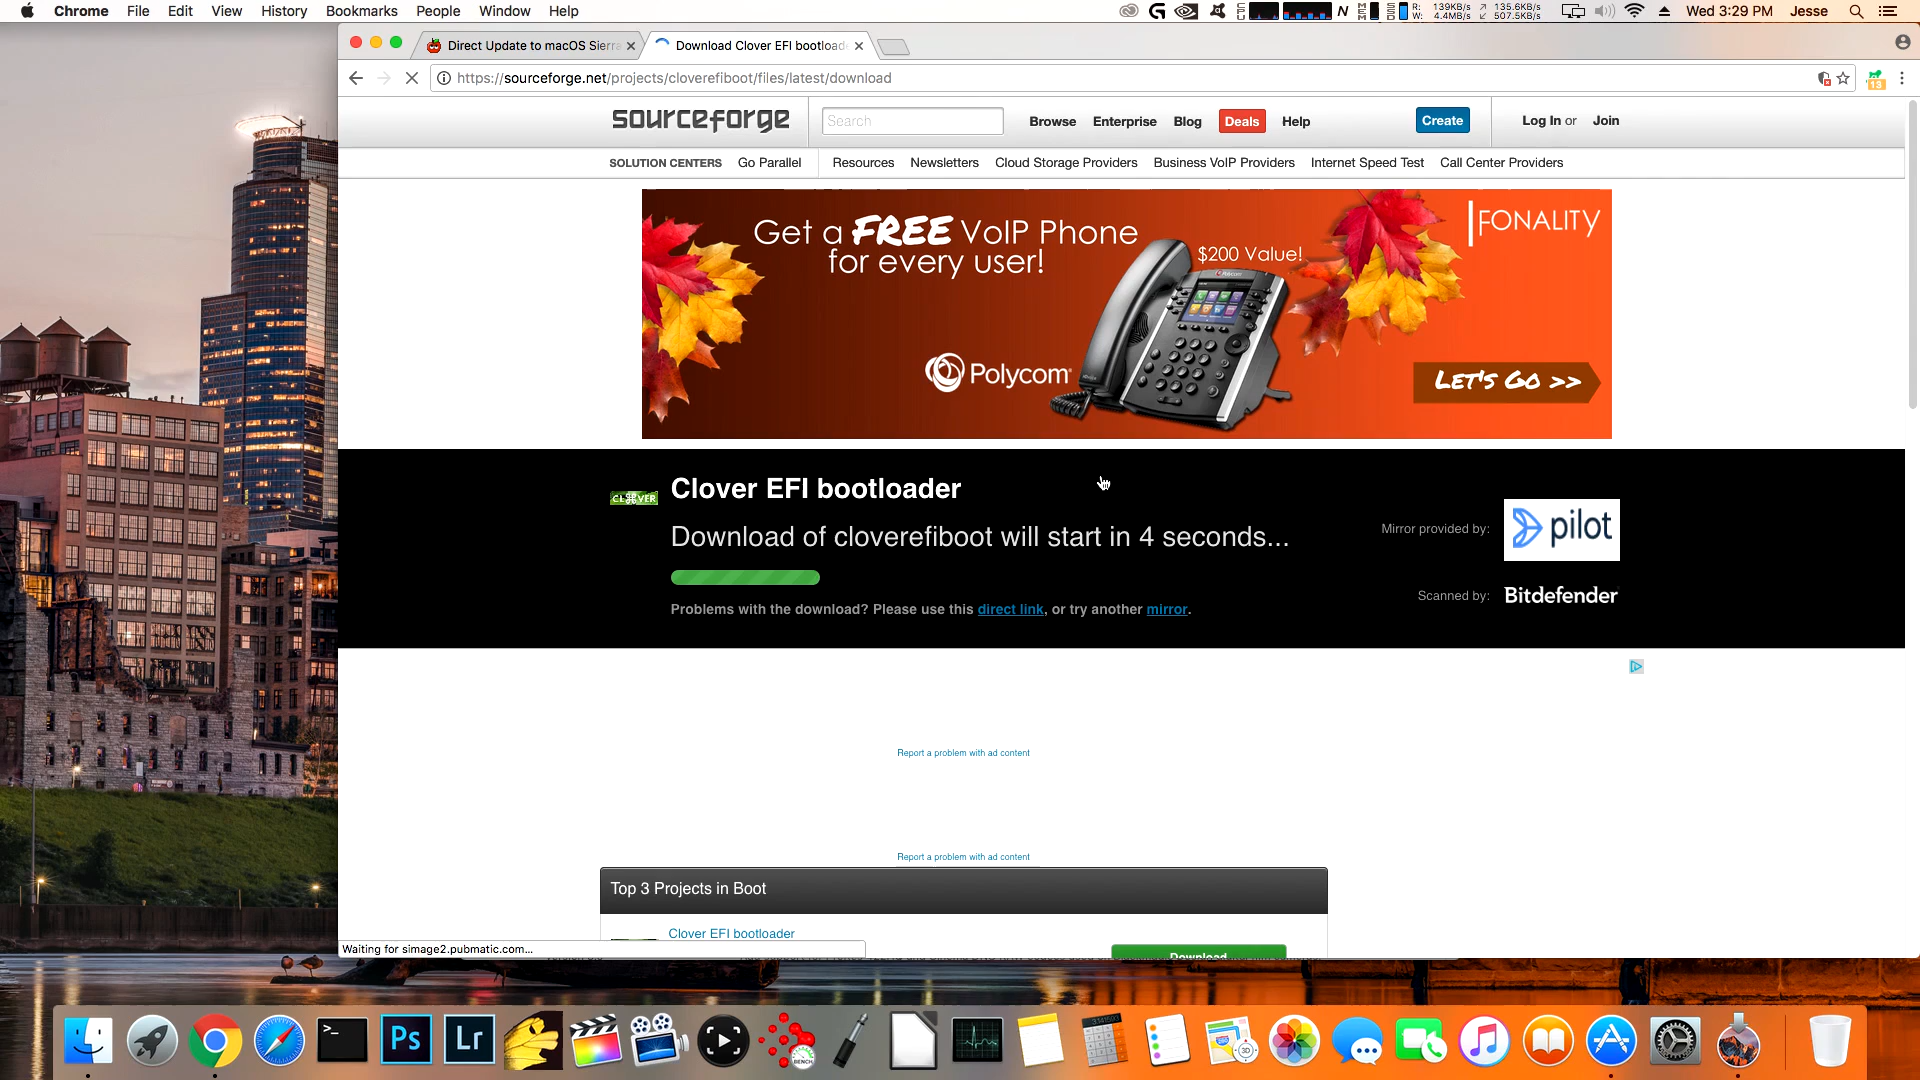 Chrome File Edit View History Bookmarks People Window Help
R: 139KB/s 135.6KB/s
W: 4.4MB/s 507.5KB/s
Wed 3:29 PM Jesse
Direct Update to macOS Sierra
Download Clover EFI bootloade
https://sourceforge.net/projects/cloverefiboot/files/latest/download
13
sourceforge
Search
Browse Enterprise Blog Deals Help
Create
Log In or Join
SOLUTION CENTERS Go Parallel Resources Newsletters Cloud Storage Providers Business VoIP Providers Internet Speed Test Call Center Providers
Get a FREE VoIP Phone
for every user!
$200 Value!
FONALITY
Polycom
LET'S GO >>
CLOVER
Clover EFI bootloader
Download of cloverefiboot will start in 4 seconds...
Problems with the download? Please use this direct link, or try another mirror.
Mirror provided by:
pilot
Scanned by:
Bitdefender
Report a problem with ad content
Report a problem with ad content
Top 3 Projects in Boot
Clover EFI bootloader
Download
Waiting for simage2.pubmatic.com...
Ps
Lr